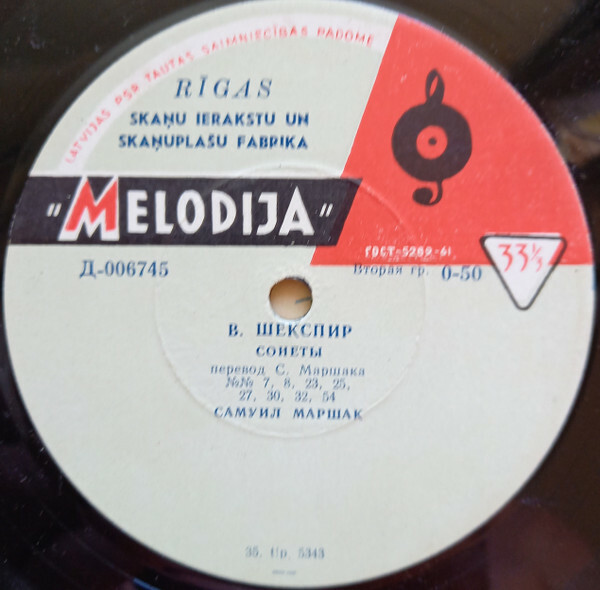 LATVIJAS PSR TAUTAS SAIMNIECĪBAS PADOME
RĪGAS
SKAŅU IERAKSTU UN
SKAŅUPLAŠU FABRIKA
"MELODIJA"
ГОСТ-5289-61
33⅓
Д-006745
Вторая гр. 0-50
В. ШЕКСПИР
СОНЕТЫ
перевод С. Маршака
№№ 7, 8, 23, 25,
27, 30, 32, 54
САМУИЛ МАРШАК
35. Up. 5343